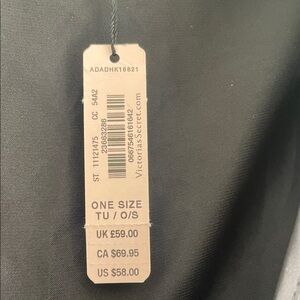 ADADHK16821
ST. 11121475 CC 54A2
23663286
0667546161642
VictoriasSecret.com
ONE SIZE
TU / O/S
UK £59.00
CA $69.95
US $58.00